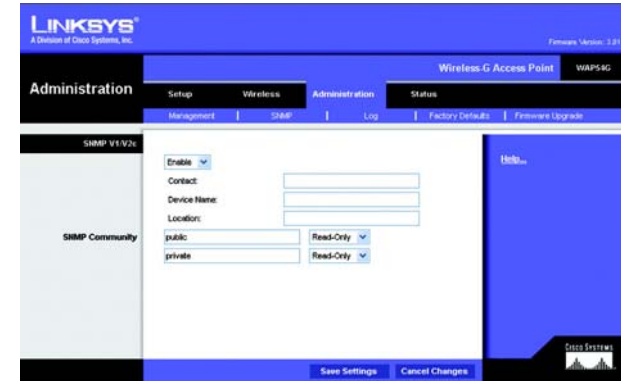 LINKSYS®
A Division of Cisco Systems, Inc.
Firmware Version: 3.01
Wireless-G Access Point WAP54G
Administration
Setup Wireless Administration Status
Management | SNMP | Log | Factory Defaults | Firmware Upgrade
SNMP V1/V2c
Enable
Help...
Contact:
Device Name:
Location:
SNMP Community
public Read-Only
private Read-Only
CISCO SYSTEMS
Save Settings Cancel Changes